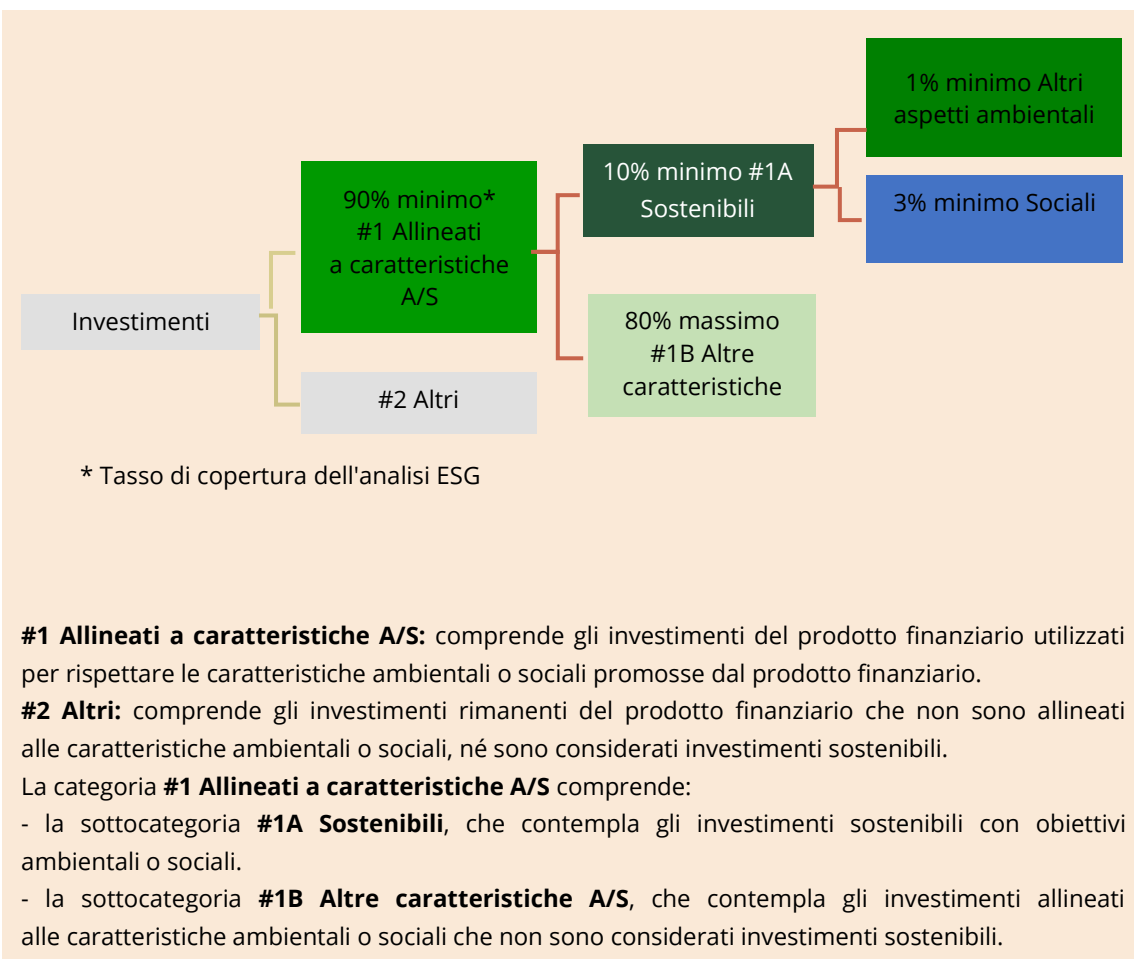 1% minimo Altri
aspetti ambientali
10% minimo #1A
Sostenibili
90% minimo*
#1 Allineati
a caratteristiche
A/S
3% minimo Sociali
Investimenti
80% massimo
#1B Altre
caratteristiche
#2 Altri
* Tasso di copertura dell'analisi ESG
#1 Allineati a caratteristiche A/S: comprende gli investimenti del prodotto finanziario utilizzati
per rispettare le caratteristiche ambientali o sociali promosse dal prodotto finanziario.
#2 Altri: comprende gli investimenti rimanenti del prodotto finanziario che non sono allineati
alle caratteristiche ambientali o sociali, né sono considerati investimenti sostenibili.
La categoria #1 Allineati a caratteristiche A/S comprende:
- la sottocategoria #1A Sostenibili, che contempla gli investimenti sostenibili con obiettivi
ambientali o sociali.
- la sottocategoria #1B Altre caratteristiche A/S, che contempla gli investimenti allineati
alle caratteristiche ambientali o sociali che non sono considerati investimenti sostenibili.